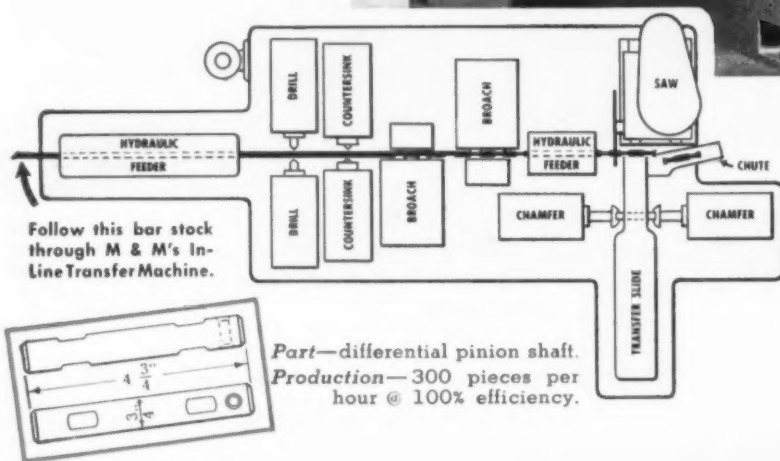 DRILL
COUNTERSINK
BROACH
SAW
HYDRAULIC
FEEDER
HYDRAULIC
FEEDER
CHUTE
DRILL
COUNTERSINK
BROACH
CHAMFER
CHAMFER
TRANSFER SLIDE
Follow this bar stock
through M & M's In-
Line Transfer Machine.
4 3/4"
3/4"
Part—differential pinion shaft.
Production—300 pieces per
hour @ 100% efficiency.